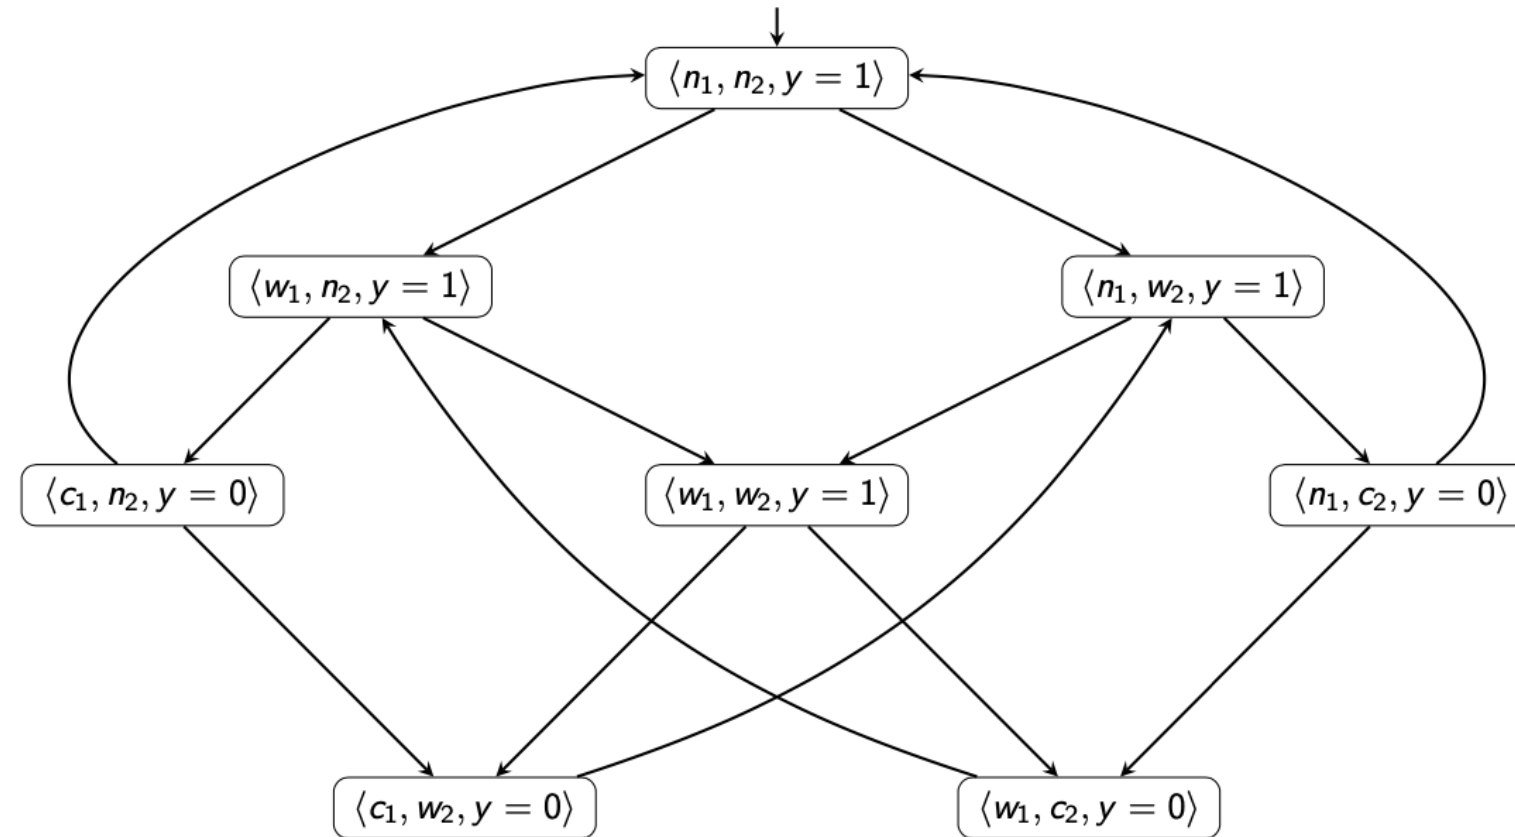 ⟨n₁, n₂, y = 1⟩
⟨w₁, n₂, y = 1⟩
⟨n₁, w₂, y = 1⟩
⟨c₁, n₂, y = 0⟩
⟨w₁, w₂, y = 1⟩
⟨n₁, c₂, y = 0⟩
⟨c₁, w₂, y = 0⟩
⟨w₁, c₂, y = 0⟩